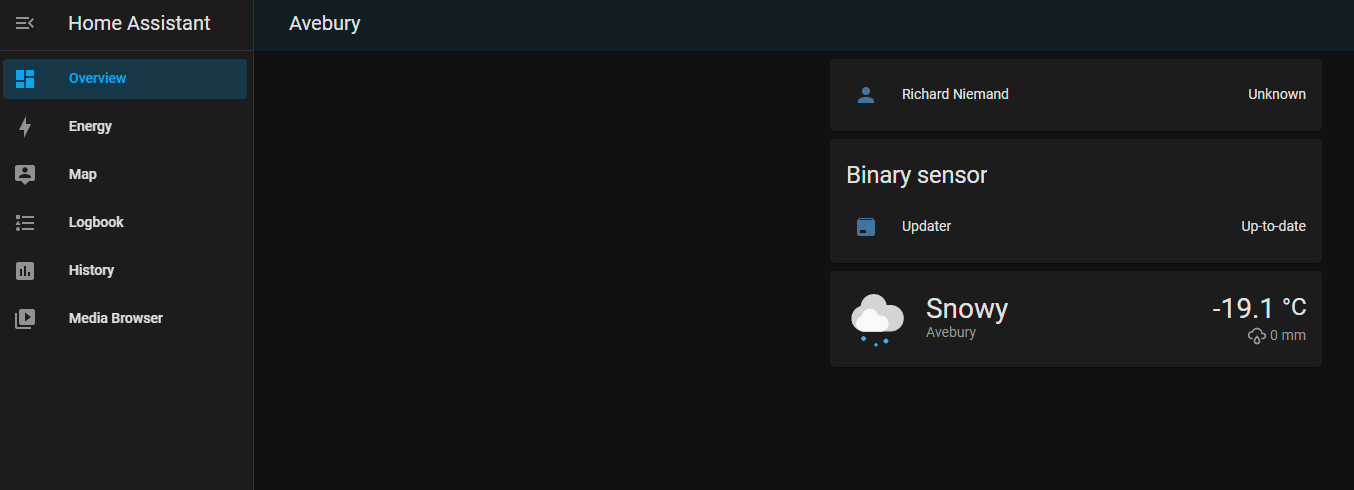 Home Assistant
Avebury
Overview
Energy
Map
Logbook
History
Media Browser
Richard Niemand Unknown
Binary sensor
Updater Up-to-date
Snowy -19.1 °C
Avebury 0 mm